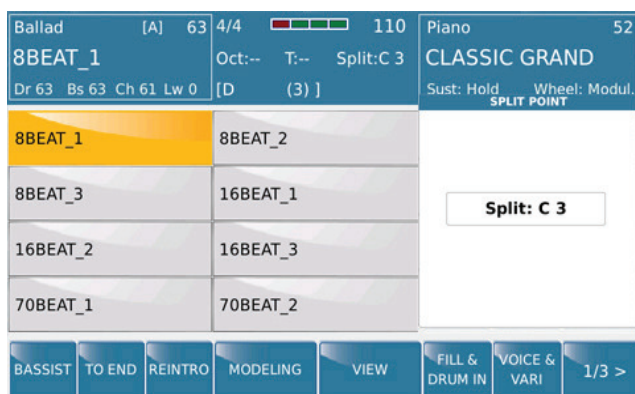 Ballad [A] 63
8BEAT_1
Dr 63 Bs 63 Ch 61 Lw 0
4/4 110
Oct:-- T:-- Split:C 3
[D (3) ]
Piano 52
CLASSIC GRAND
Sust: Hold Wheel: Modul.
SPLIT POINT
8BEAT_1
8BEAT_2
8BEAT_3
16BEAT_1
16BEAT_2
16BEAT_3
70BEAT_1
70BEAT_2
Split: C 3
BASSIST
TO END
REINTRO
MODELING
VIEW
FILL &
DRUM IN
VOICE &
VARI
1/3 >